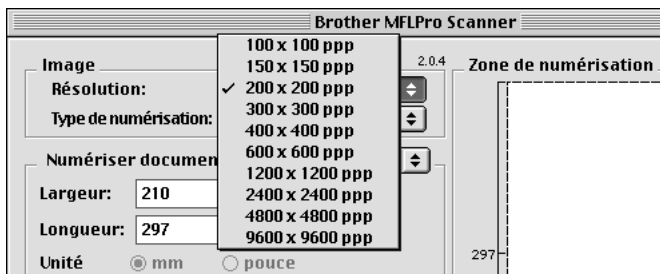 Brother MFLPro Scanner
Image
2.0.4
Résolution:
Type de numérisation:
100 x 100 ppp
150 x 150 ppp
✓ 200 x 200 ppp
300 x 300 ppp
400 x 400 ppp
600 x 600 ppp
1200 x 1200 ppp
2400 x 2400 ppp
4800 x 4800 ppp
9600 x 9600 ppp
Numériser documen
Largeur: 210
Longueur: 297
Unité mm pouce
Zone de numérisation
297